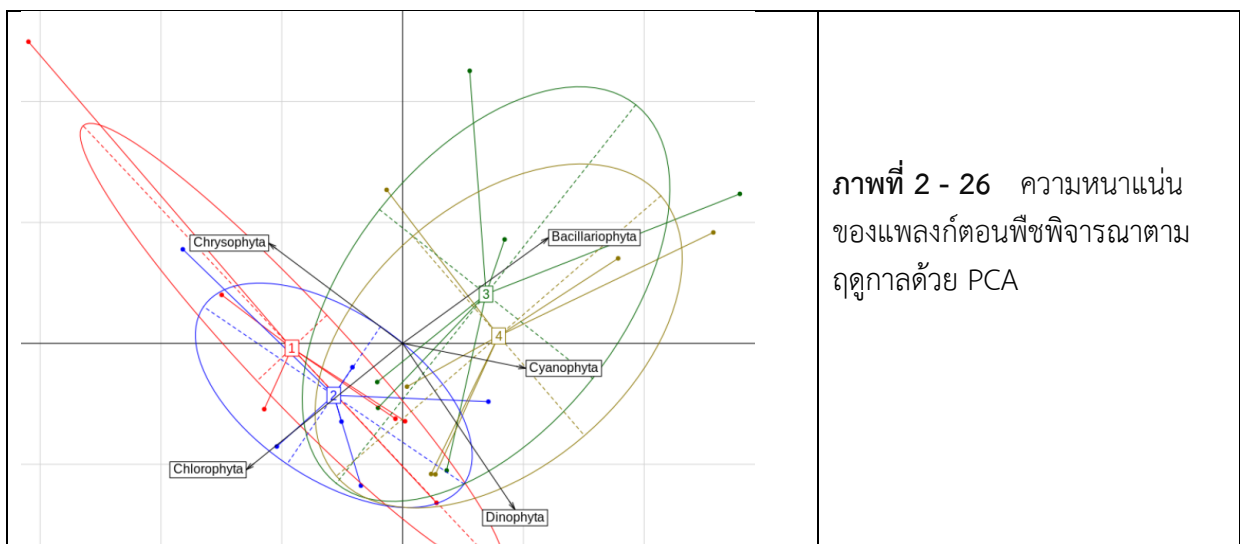 Chrysophyta
Bacillariophyta
3
4
1
Cyanophyta
2
Chlorophyta
Dinophyta
ภาพที่ 2 - 26 ความหนาแน่น
ของแพลงก์ตอนพืชพิจารณาตาม
ฤดูกาลด้วย PCA